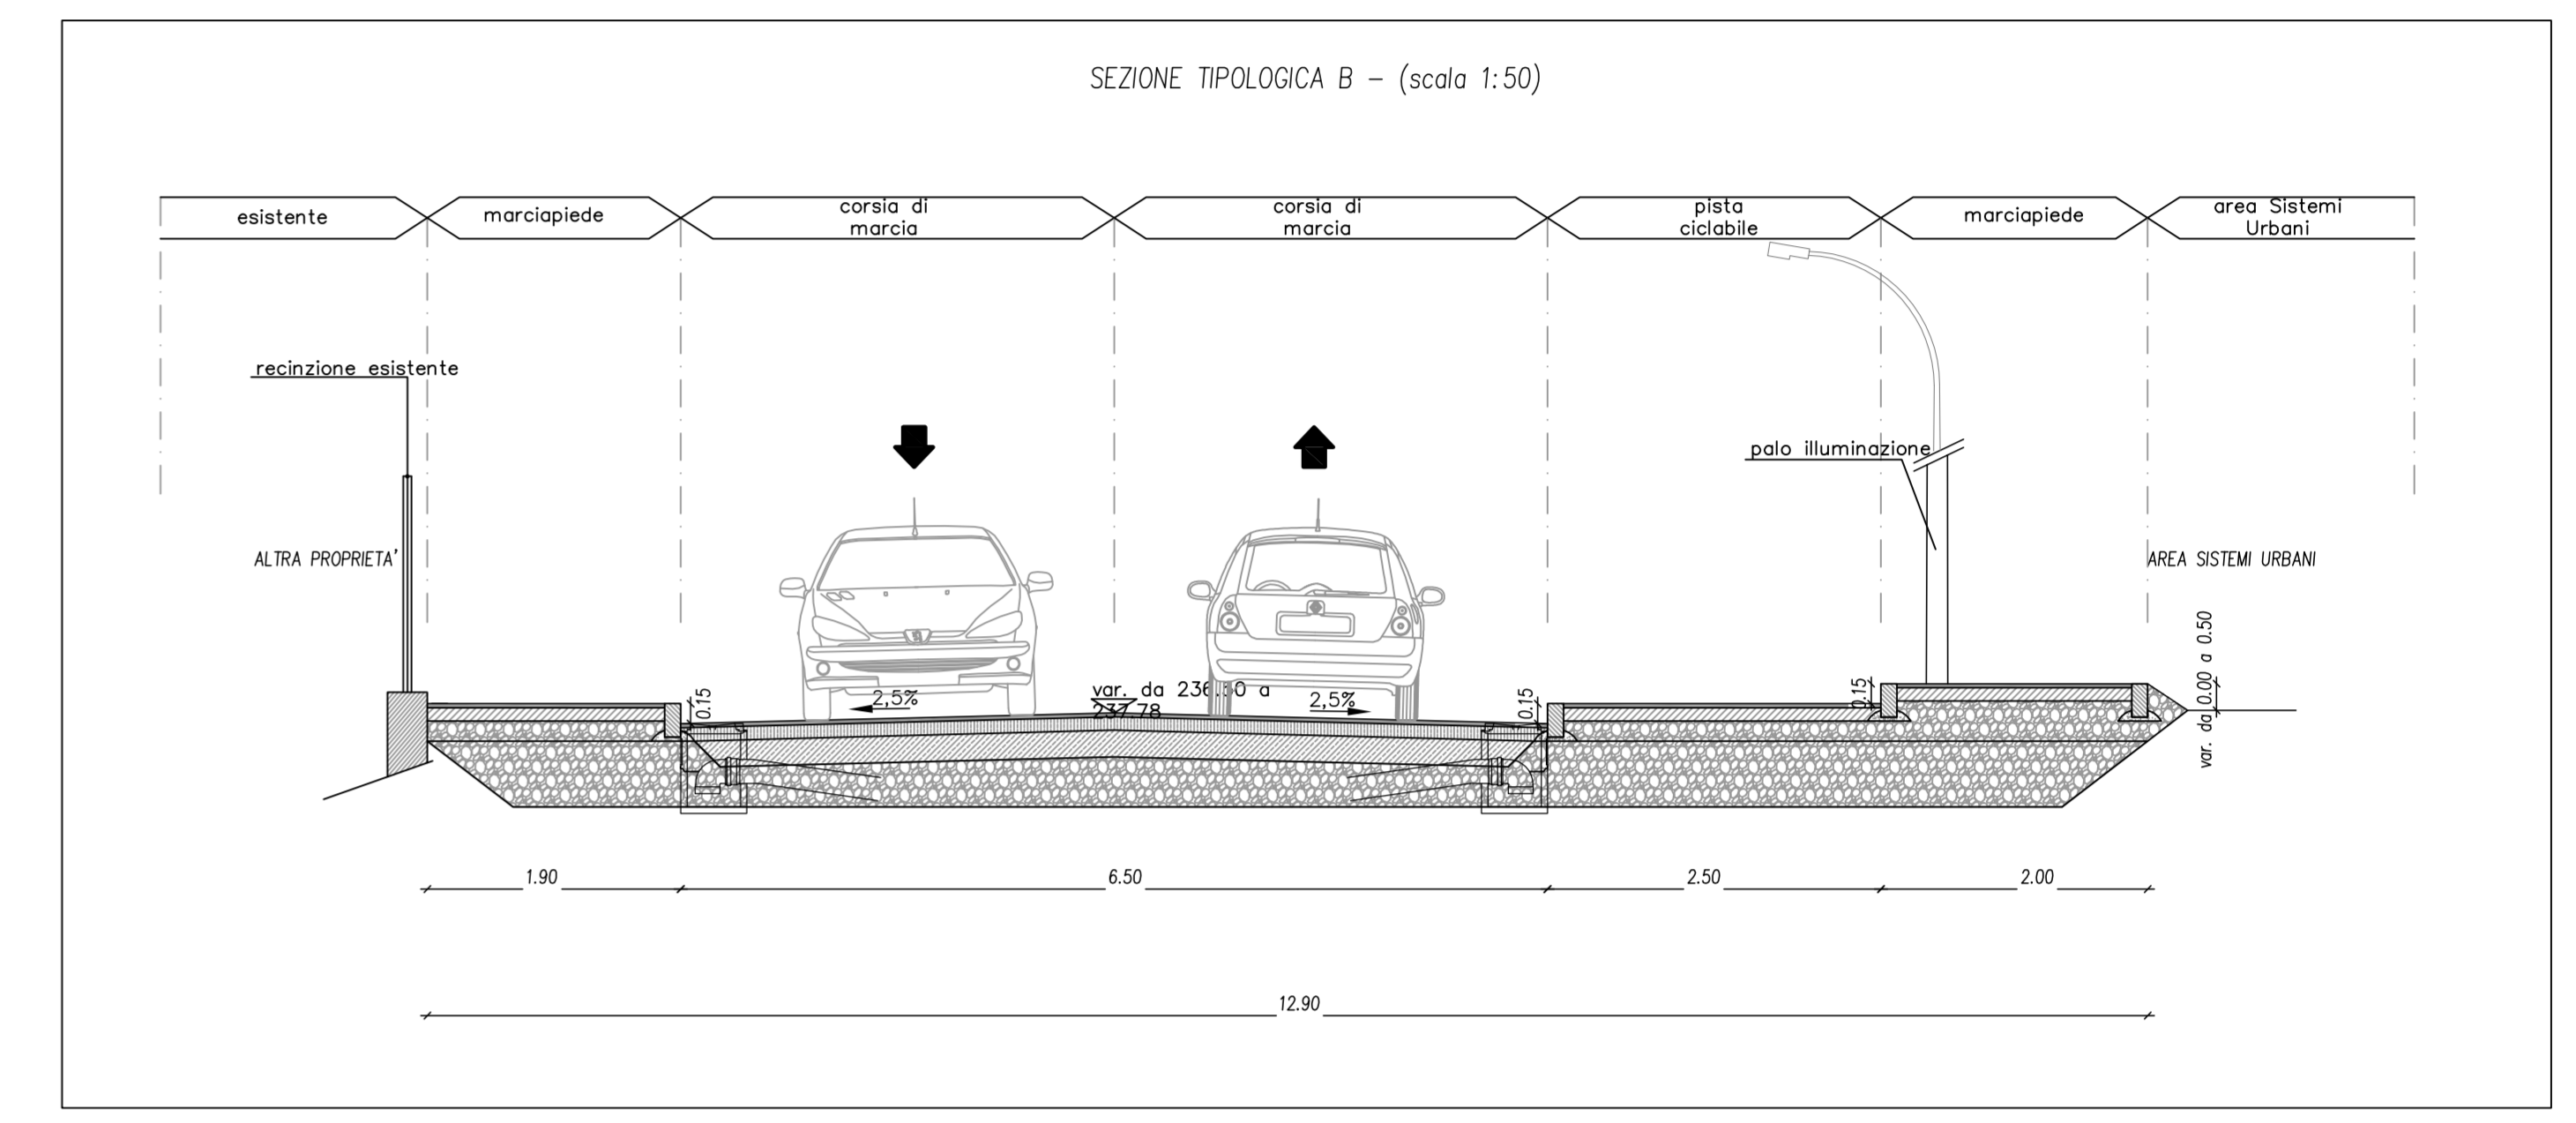 SEZIONE TIPOLOGICA B - (scala 1:50)
esistente
marciapiede
corsia di
marcia
corsia di
marcia
pista
ciclabile
marciapiede
area Sistemi
Urbani
recinzione esistente
palo illuminazione
ALTRA PROPRIETA'
AREA SISTEMI URBANI
var. da 0.00 a 0.50
0.15
2,5%
var. da a
237.78
2,5%
0.15
0.15
1.90
6.50
2.50
2.00
12.90